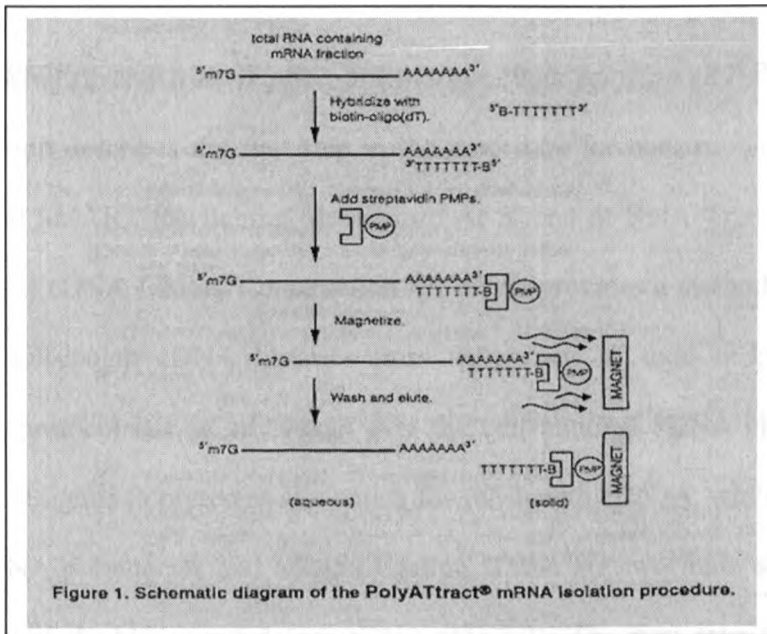 total RNA containing
mRNA fraction
5'm7G AAAAAAA3'
Hybridize with
biotin-oligo(dT).
5'B-TTTTTTT3'
5'm7G AAAAAAA3'
3'TTTTTTT-B5'
Add streptavidin PMPs.
PMP
5'm7G AAAAAAA3'
TTTTTTT-B PMP
Magnetize.
5'm7G AAAAAAA3'
TTTTTTT-B PMP
MAGNET
Wash and elute.
5'm7G AAAAAAA3'
TTTTTTT-B PMP
MAGNET
(aqueous) (solid)
Figure 1. Schematic diagram of the PolyATtract® mRNA isolation procedure.